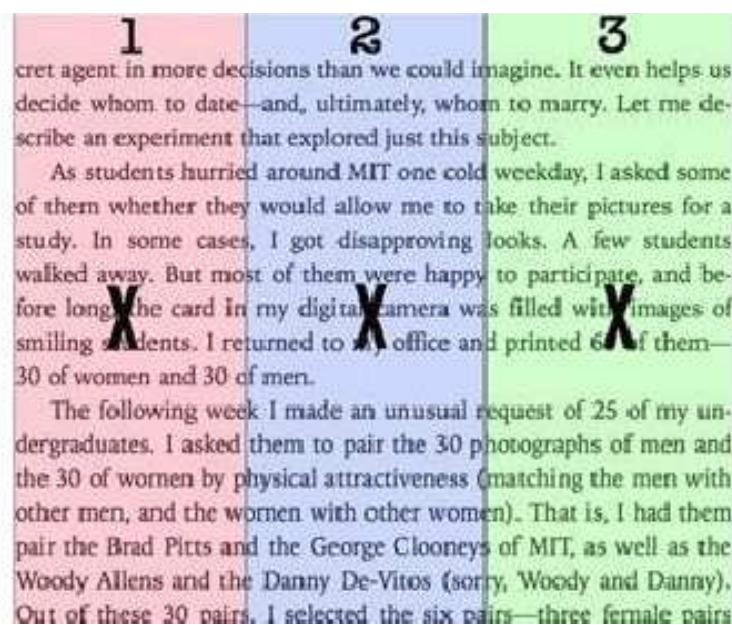 1 2 3
cret agent in more decisions than we could imagine. It even helps us
decide whom to date—and, ultimately, whom to marry. Let me de-
scribe an experiment that explored just this subject.
As students hurried around MIT one cold weekday, I asked some
of them whether they would allow me to take their pictures for a
study. In some cases, I got disapproving looks. A few students
walked away. But most of them were happy to participate, and be-
fore long, the card in my digital camera was filled with images of
smiling students. I returned to my office and printed of them—
X X X
30 of women and 30 of men.
The following week I made an unusual request of 25 of my un-
dergraduates. I asked them to pair the 30 photographs of men and
the 30 of women by physical attractiveness (matching the men with
other men, and the women with other women). That is, I had them
pair the Brad Pitts and the George Clooneys of MIT, as well as the
Woody Allens and the Danny De-Vitos (sorry, Woody and Danny).
Out of these 30 pairs, I selected the six pairs—three female pairs